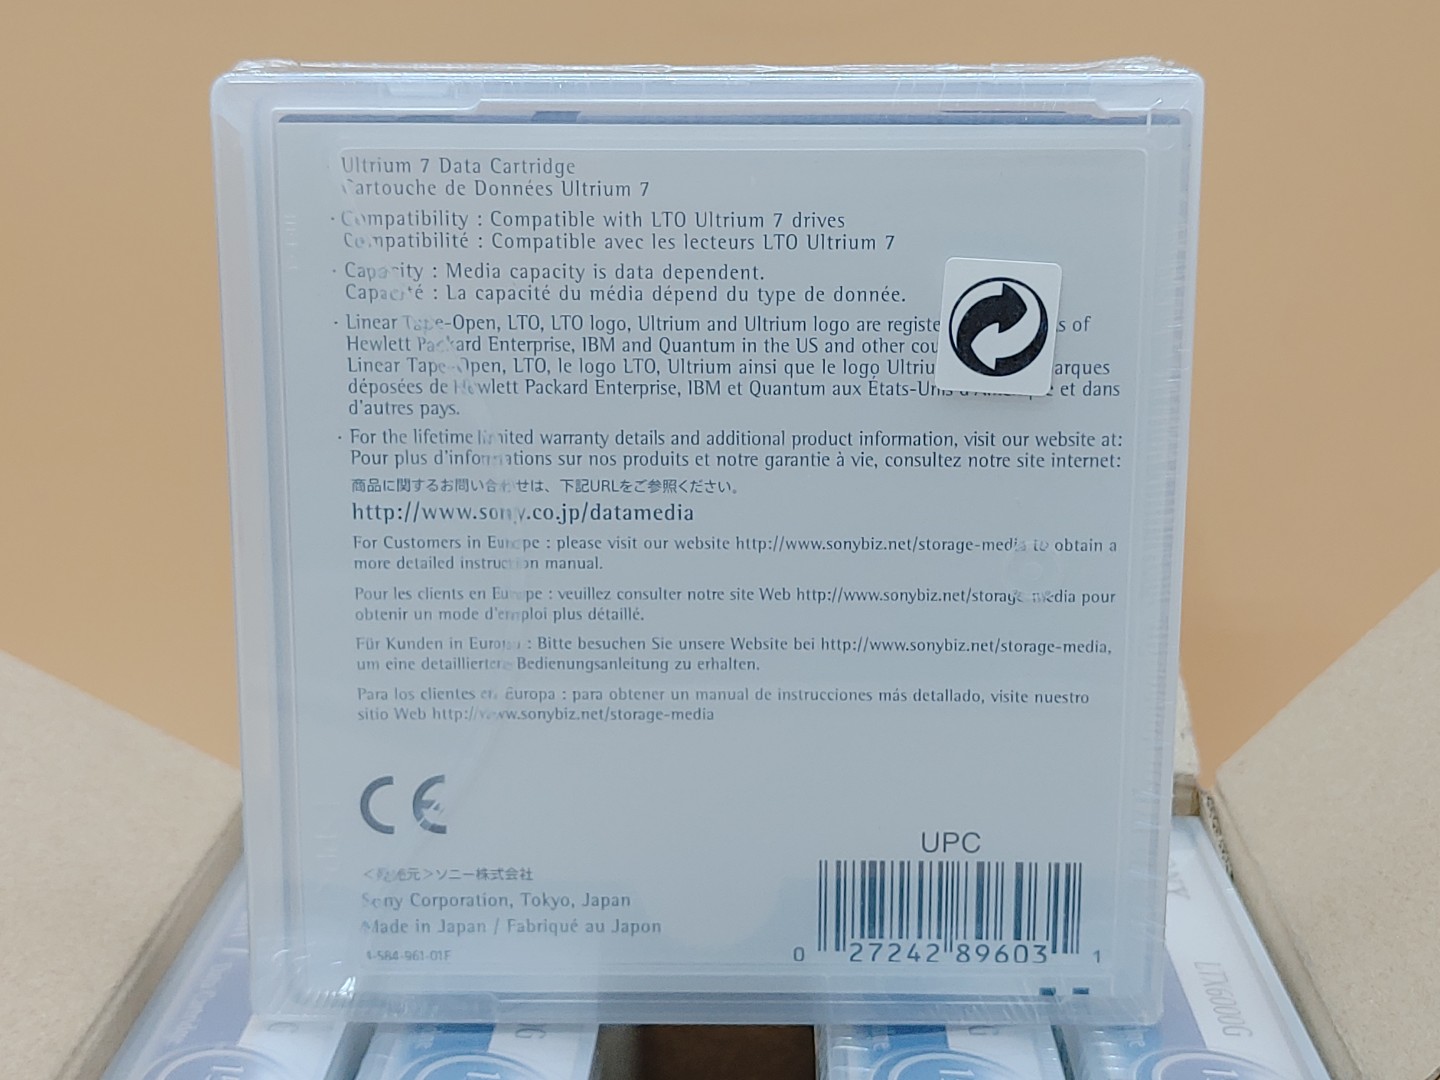 Ultrium 7 Data Cartridge
Cartouche de Données Ultrium 7
· Compatibility : Compatible with LTO Ultrium 7 drives
Compatibilité : Compatible avec les lecteurs LTO Ultrium 7
· Capacity : Media capacity is data dependent.
Capacité : La capacité du média dépend du type de donnée.
· Linear Tape-Open, LTO, LTO logo, Ultrium and Ultrium logo are of
Hewlett Packard Enterprise, IBM and Quantum in the US and other
Linear Tape-Open, LTO, le logo LTO, Ultrium ainsi que le logo
déposées de Hewlett Packard Enterprise, IBM et Quantum aux États-Unis et dans
d'autres pays.
· For the lifetime limited warranty details and additional product information, visit our website at:
Pour plus d'informations sur nos produits et notre garantie à vie, consultez notre site internet:
商品に関するお問い合わせは、下記URLをご参照ください。
http://www.sony.co.jp/datamedia
For Customers in Europe : please visit our website http://www.sonybiz.net/storage-media to obtain a
more detailed instruction manual.
Pour les clients en Europe : veuillez consulter notre site Web http://www.sonybiz.net/storage-media pour
obtenir un mode d'emploi plus détaillé.
Für Kunden in Europa : Bitte besuchen Sie unsere Website bei http://www.sonybiz.net/storage-media,
um eine detailliertere Bedienungsanleitung zu erhalten.
Para los clientes en Europa : para obtener un manual de instrucciones más detallado, visite nuestro
sitio Web http://www.sonybiz.net/storage-media
CE
UPC
<発売元>ソニー株式会社
Sony Corporation, Tokyo, Japan
Made in Japan / Fabriqué au Japon
4-584-961-01F
0 27242 89603 1
LTX6000G